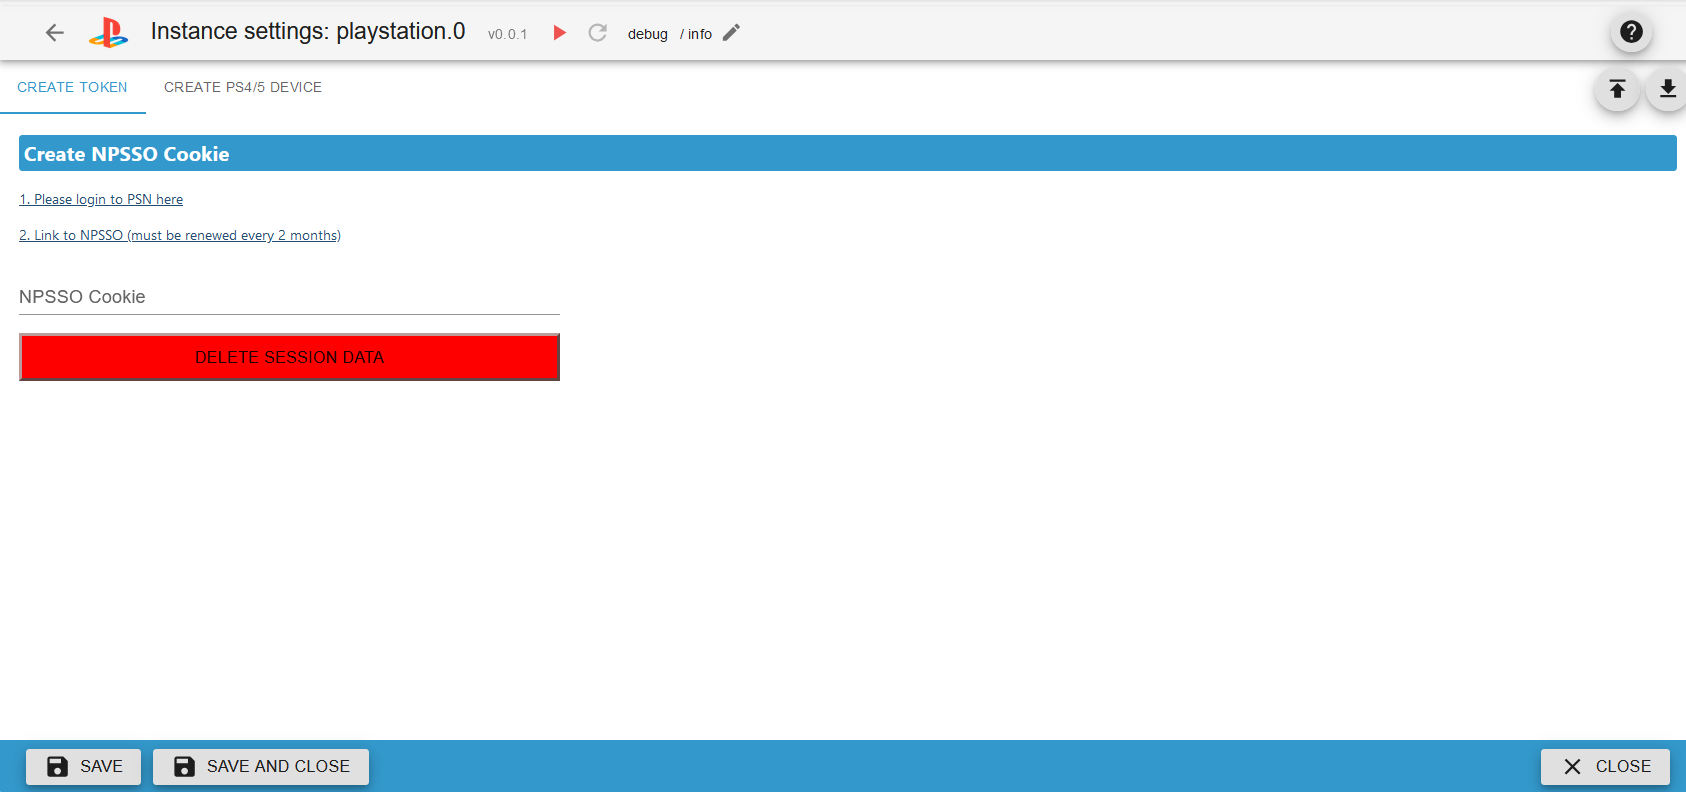 Instance settings: playstation.0 v0.0.1 debug / info
CREATE TOKEN CREATE PS4/5 DEVICE
Create NPSSO Cookie
1. Please login to PSN here
2. Link to NPSSO (must be renewed every 2 months)
NPSSO Cookie
DELETE SESSION DATA
SAVE SAVE AND CLOSE CLOSE